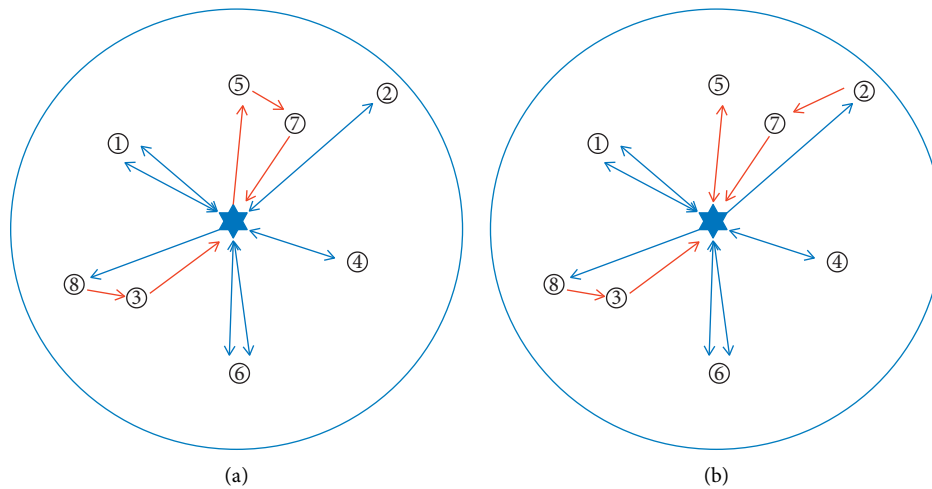 ⑤ ② ⑤ ②
⑦ ⑦
① ①
④ ④
⑧ ③ ⑧ ③
⑥ ⑥
(a) (b)